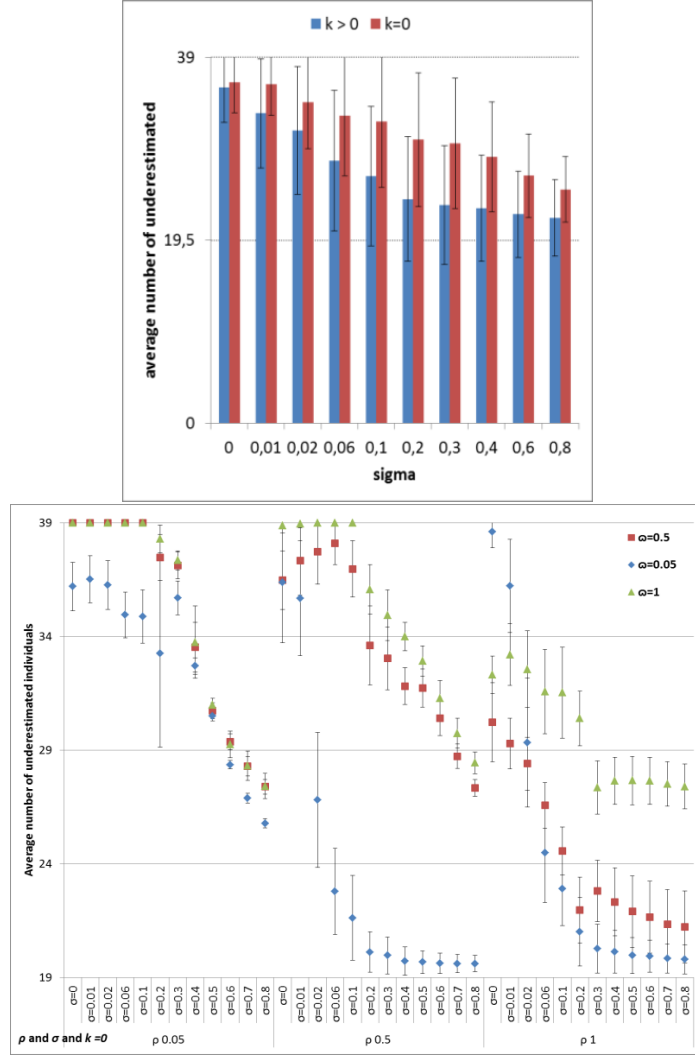 k > 0 k=0
average number of underestimated
39
19,5
0
0 0,01 0,02 0,06 0,1 0,2 0,3 0,4 0,6 0,8
sigma
Average number of underestimated individuals
39
34
29
24
19
ω=0.5
ω=0.05
ω=1
σ=0 σ=0.01 σ=0.02 σ=0.06 σ=0.1 σ=0.2 σ=0.3 σ=0.4 σ=0.5 σ=0.6 σ=0.7 σ=0.8 σ=0 σ=0.01 σ=0.02 σ=0.06 σ=0.1 σ=0.2 σ=0.3 σ=0.4 σ=0.5 σ=0.6 σ=0.7 σ=0.8 σ=0 σ=0.01 σ=0.02 σ=0.06 σ=0.1 σ=0.2 σ=0.3 σ=0.4 σ=0.5 σ=0.6 σ=0.7 σ=0.8
ρ and σ and k =0 ρ 0.05 ρ 0.5 ρ 1